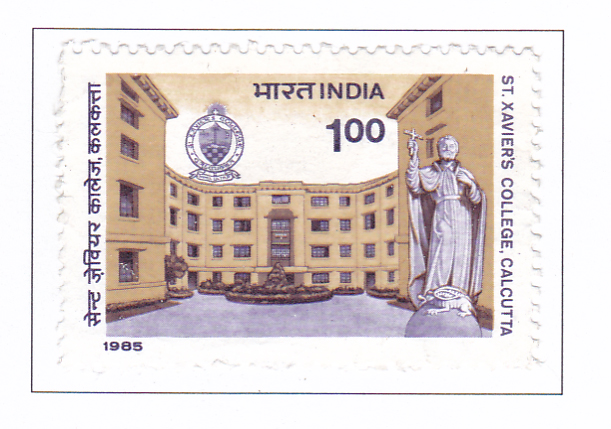 भारत INDIA
1.00
सेन्ट ज़ेवियर कालेज, कलकत्ता
ST. XAVIER'S COLLEGE, CALCUTTA
1985